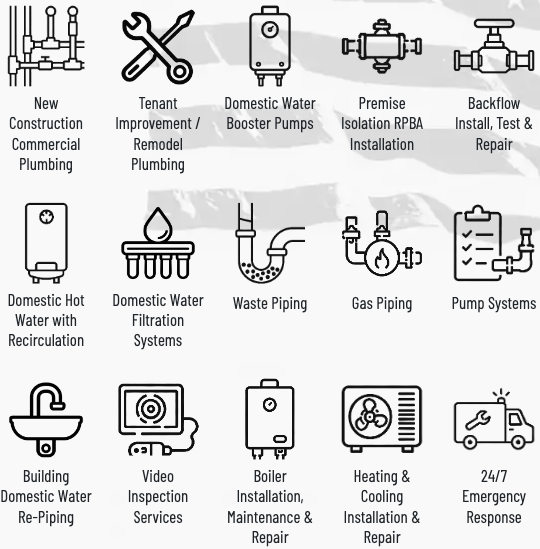 New
Construction
Commercial
Plumbing
Tenant
Improvement /
Remodel
Plumbing
Domestic Water
Booster Pumps
Premise
Isolation RPBA
Installation
Backflow
Install, Test &
Repair
Domestic Hot
Water with
Recirculation
Domestic Water
Filtration
Systems
Waste Piping
Gas Piping
Pump Systems
Building
Domestic Water
Re-Piping
Video
Inspection
Services
Boiler
Installation,
Maintenance &
Repair
Heating &
Cooling
Installation &
Repair
24/7
Emergency
Response